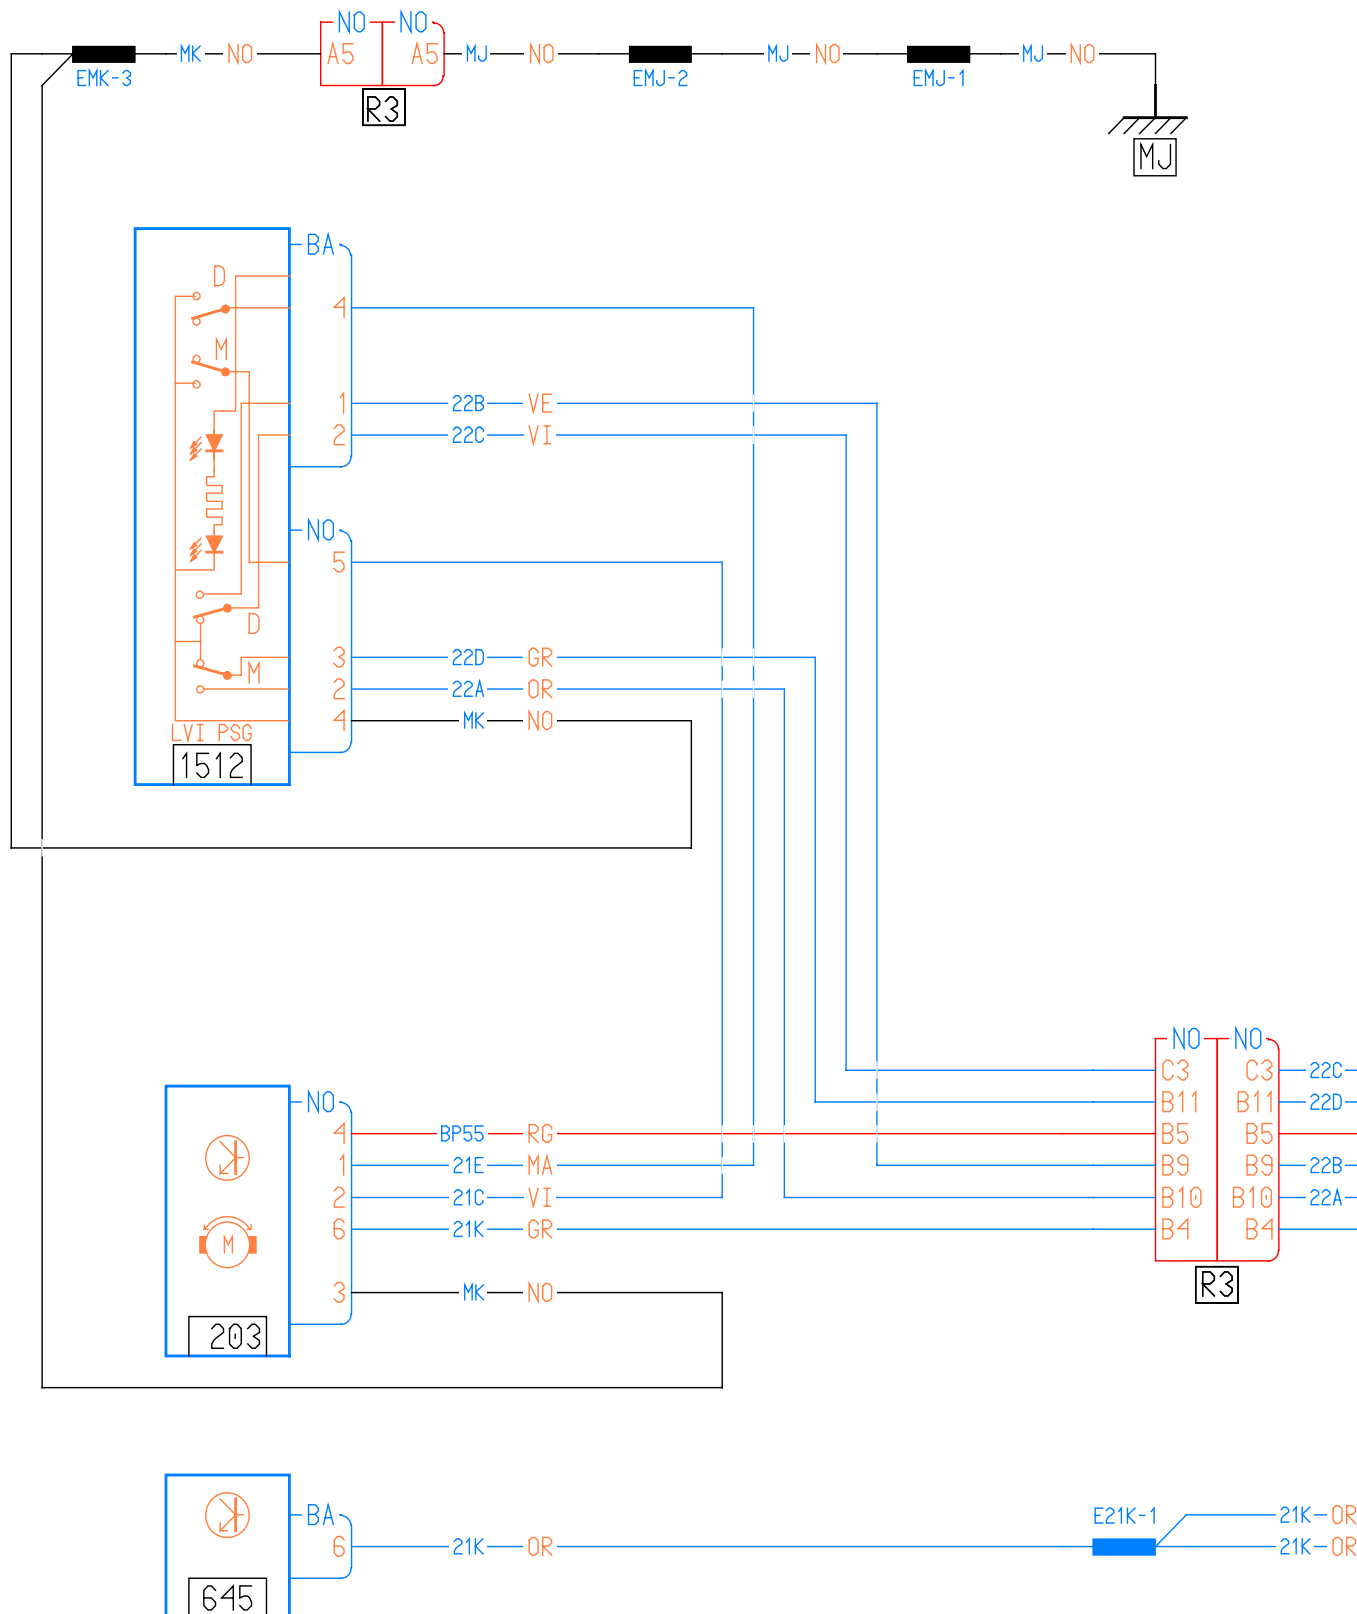 NO NO
MK NO A5 A5 MJ NO MJ NO MJ NO
EMK-3 EMJ-2 EMJ-1
R3
MJ
BA
D
4
M
1 22B VE
2 22C VI
NO
5
D
3 22D GR
M
2 22A OR
4 MK NO
LVI PSG
1512
NO NO
C3 C3 22C
NO
B11 B11 22D
4 BP55 RG B5 B5
1 21E MA B9 B9 22B
2 21C VI B10 B10 22A
6 21K GR B4 B4
M
R3
3 MK NO
203
BA
E21K-1 21K OR
6 21K OR 21K OR
645